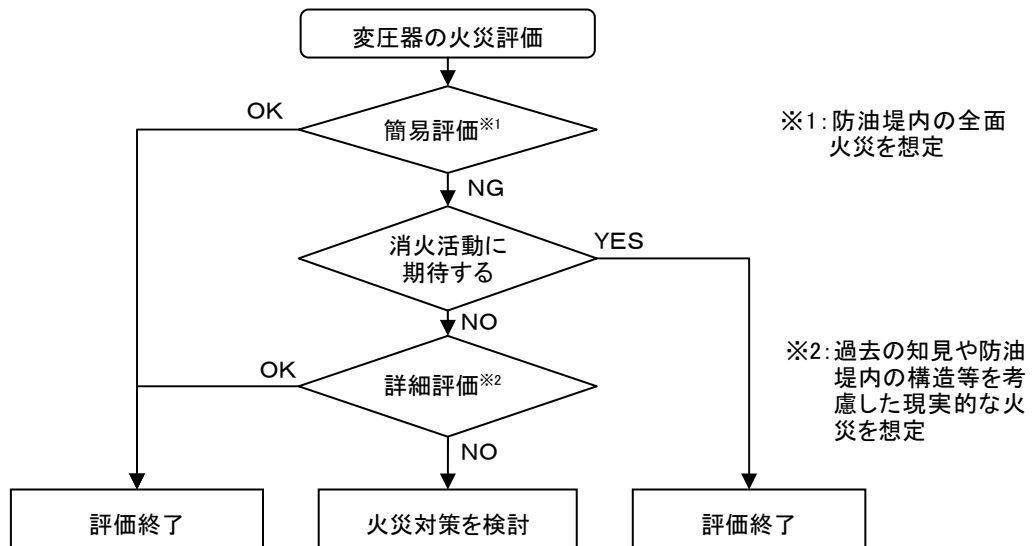 変圧器の火災評価
OK
簡易評価※1
※1:防油堤内の全面
火災を想定
NG
消火活動に
期待する
YES
NO
OK
詳細評価※2
※2:過去の知見や防油
堤内の構造等を考
慮した現実的な火
災を想定
NO
評価終了
火災対策を検討
評価終了